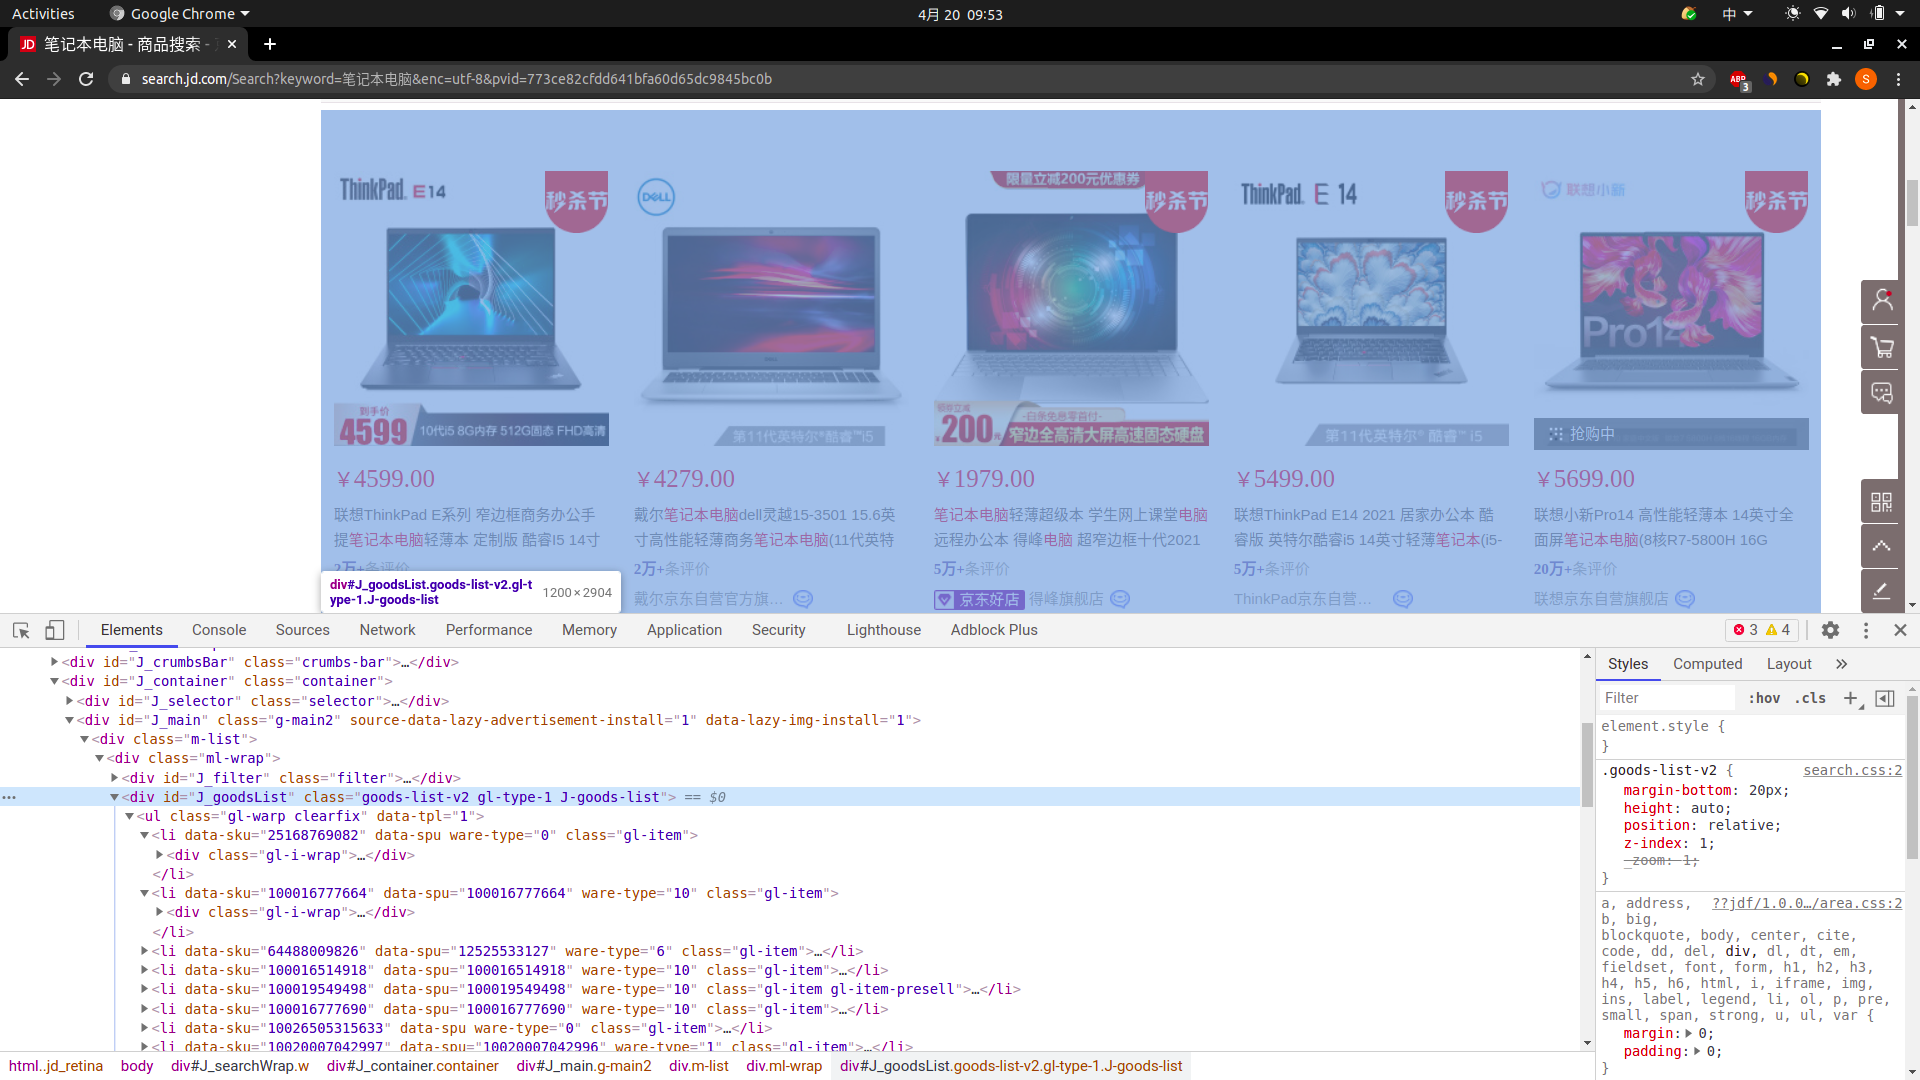 Activities
Google Chrome
4月 20 09:53
中
笔记本电脑 - 商品搜索 -
search.jd.com/Search?keyword=笔记本电脑&enc=utf-8&pvid=773ce82cfdd641bfa60d65dc9845bc0b
ABP
3
S
ThinkPad E14
秒杀节
DELL
限量立减200元优惠券
秒杀节
ThinkPad E 14
秒杀节
联想小新
秒杀节
Pro14
到手价
4599 10代i5 8G内存 512G固态 FHD高清
第11代英特尔®酷睿™i5
200元 白条免息零首付
窄边全高清大屏高速固态硬盘
第11代英特尔® 酷睿™ i5
抢购中
￥4599.00
￥4279.00
￥1979.00
￥5499.00
￥5699.00
联想ThinkPad E系列 窄边框商务办公手
提笔记本电脑轻薄本 定制版 酷睿I5 14寸
2万+条评价
戴尔笔记本电脑dell灵越15-3501 15.6英
寸高性能轻薄商务笔记本电脑(11代英特
2万+条评价
戴尔京东自营官方旗…
笔记本电脑轻薄超级本 学生网上课堂电脑
远程办公本 得峰电脑 超窄边框十代2021
5万+条评价
京东好店 得峰旗舰店
联想ThinkPad E14 2021 居家办公本 酷
睿版 英特尔酷睿i5 14英寸轻薄笔记本(i5-
5万+条评价
ThinkPad京东自营…
联想小新Pro14 高性能轻薄本 14英寸全
面屏笔记本电脑(8核R7-5800H 16G
20万+条评价
联想京东自营旗舰店
div#J_goodsList.goods-list-v2.gl-t
ype-1.J-goods-list
1200 × 2904
Elements Console Sources Network Performance Memory Application Security Lighthouse Adblock Plus
3 4
<div id="J_crumbsBar" class="crumbs-bar">…</div>
<div id="J_container" class="container">
<div id="J_selector" class="selector">…</div>
<div id="J_main" class="g-main2" source-data-lazy-advertisement-install="1" data-lazy-img-install="1">
<div class="m-list">
<div class="ml-wrap">
<div id="J_filter" class="filter">…</div>
<div id="J_goodsList" class="goods-list-v2 gl-type-1 J-goods-list"> == $0
<ul class="gl-warp clearfix" data-tpl="1">
<li data-sku="25168769082" data-spu ware-type="0" class="gl-item">
<div class="gl-i-wrap">…</div>
</li>
<li data-sku="100016777664" data-spu="100016777664" ware-type="10" class="gl-item">
<div class="gl-i-wrap">…</div>
</li>
<li data-sku="64488009826" data-spu="12525533127" ware-type="6" class="gl-item">…</li>
<li data-sku="100016514918" data-spu="100016514918" ware-type="10" class="gl-item">…</li>
<li data-sku="100019549498" data-spu="100019549498" ware-type="10" class="gl-item gl-item-presell">…</li>
<li data-sku="100016777690" data-spu="100016777690" ware-type="10" class="gl-item">…</li>
<li data-sku="10026505315633" data-spu ware-type="0" class="gl-item">…</li>
<li data-sku="10020007042997" data-spu="10020007042996" ware-type="1" class="gl-item">…</li>
html..jd_retina body div#J_searchWrap.w div#J_container.container div#J_main.g-main2 div.m-list div.ml-wrap div#J_goodsList.goods-list-v2.gl-type-1.J-goods-list
Styles Computed Layout
Filter :hov .cls
element.style {
}
.goods-list-v2 { search.css:2
margin-bottom: 20px;
height: auto;
position: relative;
z-index: 1;
_zoom: 1;
}
a, address, ??jdf/1.0.0…/area.css:2
b, big,
blockquote, body, center, cite,
code, dd, del, div, dl, dt, em,
fieldset, font, form, h1, h2, h3,
h4, h5, h6, html, i, iframe, img,
ins, label, legend, li, ol, p, pre,
small, span, strong, u, ul, var {
margin: 0;
padding: 0;
}